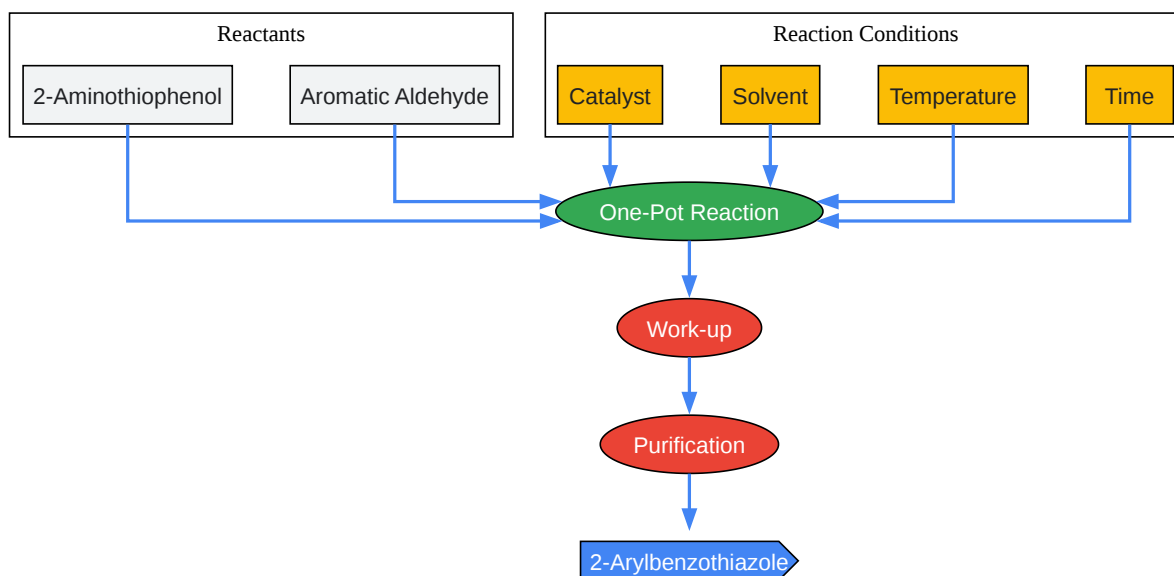 Reactants
Reaction Conditions
2-Aminothiophenol
Aromatic Aldehyde
Catalyst
Solvent
Temperature
Time
One-Pot Reaction
Work-up
Purification
2-Arylbenzothiazole